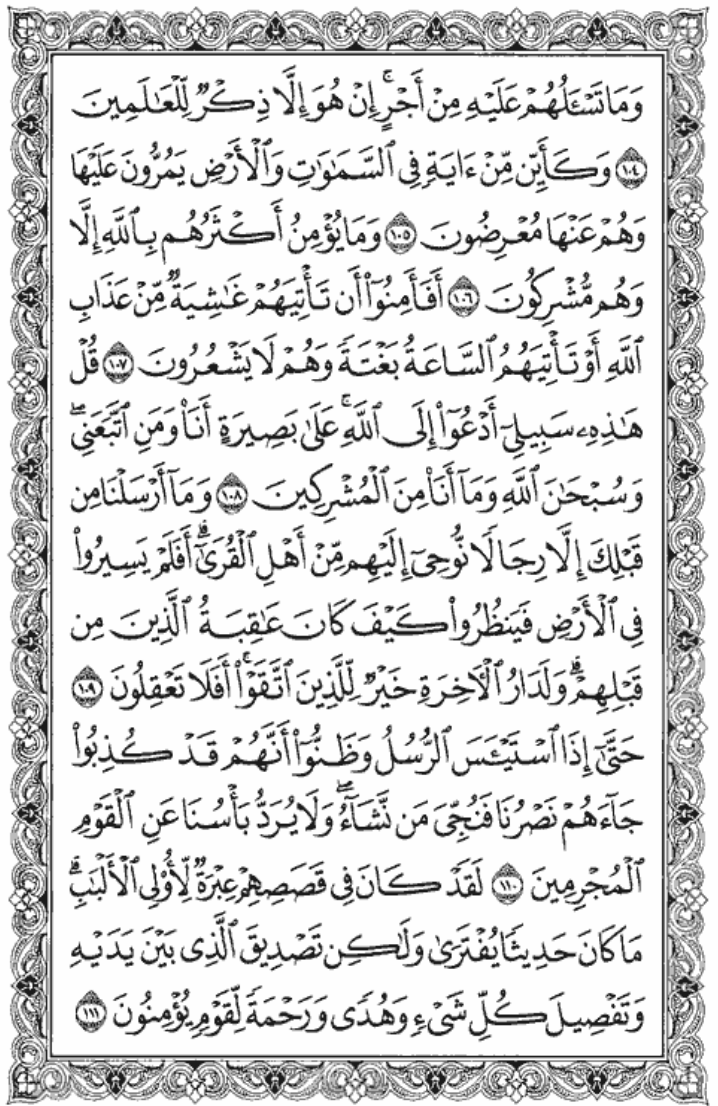 وَمَا تَسْـَٔلُهُمْ عَلَيْهِ مِنْ أَجْرٍ ۚ إِنْ هُوَ إِلَّا ذِكْرٌ لِّلْعَـٰلَمِينَ
١٠٤ وَكَأَيِّن مِّنْ ءَايَةٍ فِى ٱلسَّمَـٰوَٰتِ وَٱلْأَرْضِ يَمُرُّونَ عَلَيْهَا
وَهُمْ عَنْهَا مُعْرِضُونَ ١٠٥ وَمَا يُؤْمِنُ أَكْثَرُهُم بِٱللَّهِ إِلَّا
وَهُم مُّشْرِكُونَ ١٠٦ أَفَأَمِنُوٓا۟ أَن تَأْتِيَهُمْ غَـٰشِيَةٌ مِّنْ عَذَابِ
ٱللَّهِ أَوْ تَأْتِيَهُمُ ٱلسَّاعَةُ بَغْتَةً وَهُمْ لَا يَشْعُرُونَ ١٠٧ قُلْ
هَـٰذِهِۦ سَبِيلِىٓ أَدْعُوٓا۟ إِلَى ٱللَّهِ ۚ عَلَىٰ بَصِيرَةٍ أَنَا۠ وَمَنِ ٱتَّبَعَنِى ۖ
وَسُبْحَـٰنَ ٱللَّهِ وَمَآ أَنَا۠ مِنَ ٱلْمُشْرِكِينَ ١٠٨ وَمَآ أَرْسَلْنَا مِن
قَبْلِكَ إِلَّا رِجَالًا نُّوحِىٓ إِلَيْهِم مِّنْ أَهْلِ ٱلْقُرَىٰٓ ۗ أَفَلَمْ يَسِيرُوا۟
فِى ٱلْأَرْضِ فَيَنظُرُوا۟ كَيْفَ كَانَ عَـٰقِبَةُ ٱلَّذِينَ مِن
قَبْلِهِمْ ۗ وَلَدَارُ ٱلْـَٔاخِرَةِ خَيْرٌ لِّلَّذِينَ ٱتَّقَوْا۟ ۗ أَفَلَا تَعْقِلُونَ ١٠٩
حَتَّىٰٓ إِذَا ٱسْتَيْـَٔسَ ٱلرُّسُلُ وَظَنُّوٓا۟ أَنَّهُمْ قَدْ كُذِبُوا۟
جَآءَهُمْ نَصْرُنَا فَنُجِّىَ مَن نَّشَآءُ ۖ وَلَا يُرَدُّ بَأْسُنَا عَنِ ٱلْقَوْمِ
ٱلْمُجْرِمِينَ ١١٠ لَقَدْ كَانَ فِى قَصَصِهِمْ عِبْرَةٌ لِّأُو۟لِى ٱلْأَلْبَـٰبِ ۗ
مَا كَانَ حَدِيثًا يُفْتَرَىٰ وَلَـٰكِن تَصْدِيقَ ٱلَّذِى بَيْنَ يَدَيْهِ
وَتَفْصِيلَ كُلِّ شَىْءٍ وَهُدًى وَرَحْمَةً لِّقَوْمٍ يُؤْمِنُونَ ١١١